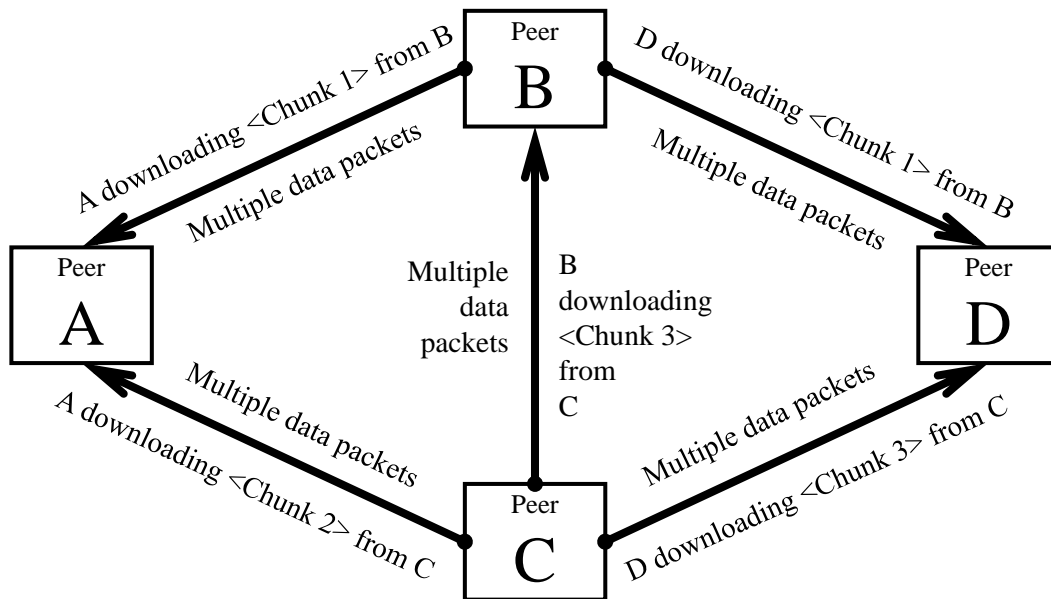 Peer
B
A downloading <Chunk 1> from B
Multiple data packets
D downloading <Chunk 1> from B
Multiple data packets
Peer
A
Multiple
data
packets
B
downloading
<Chunk 3>
from
C
Peer
D
Multiple data packets
A downloading <Chunk 2> from C
Multiple data packets
D downloading <Chunk 3> from C
Peer
C